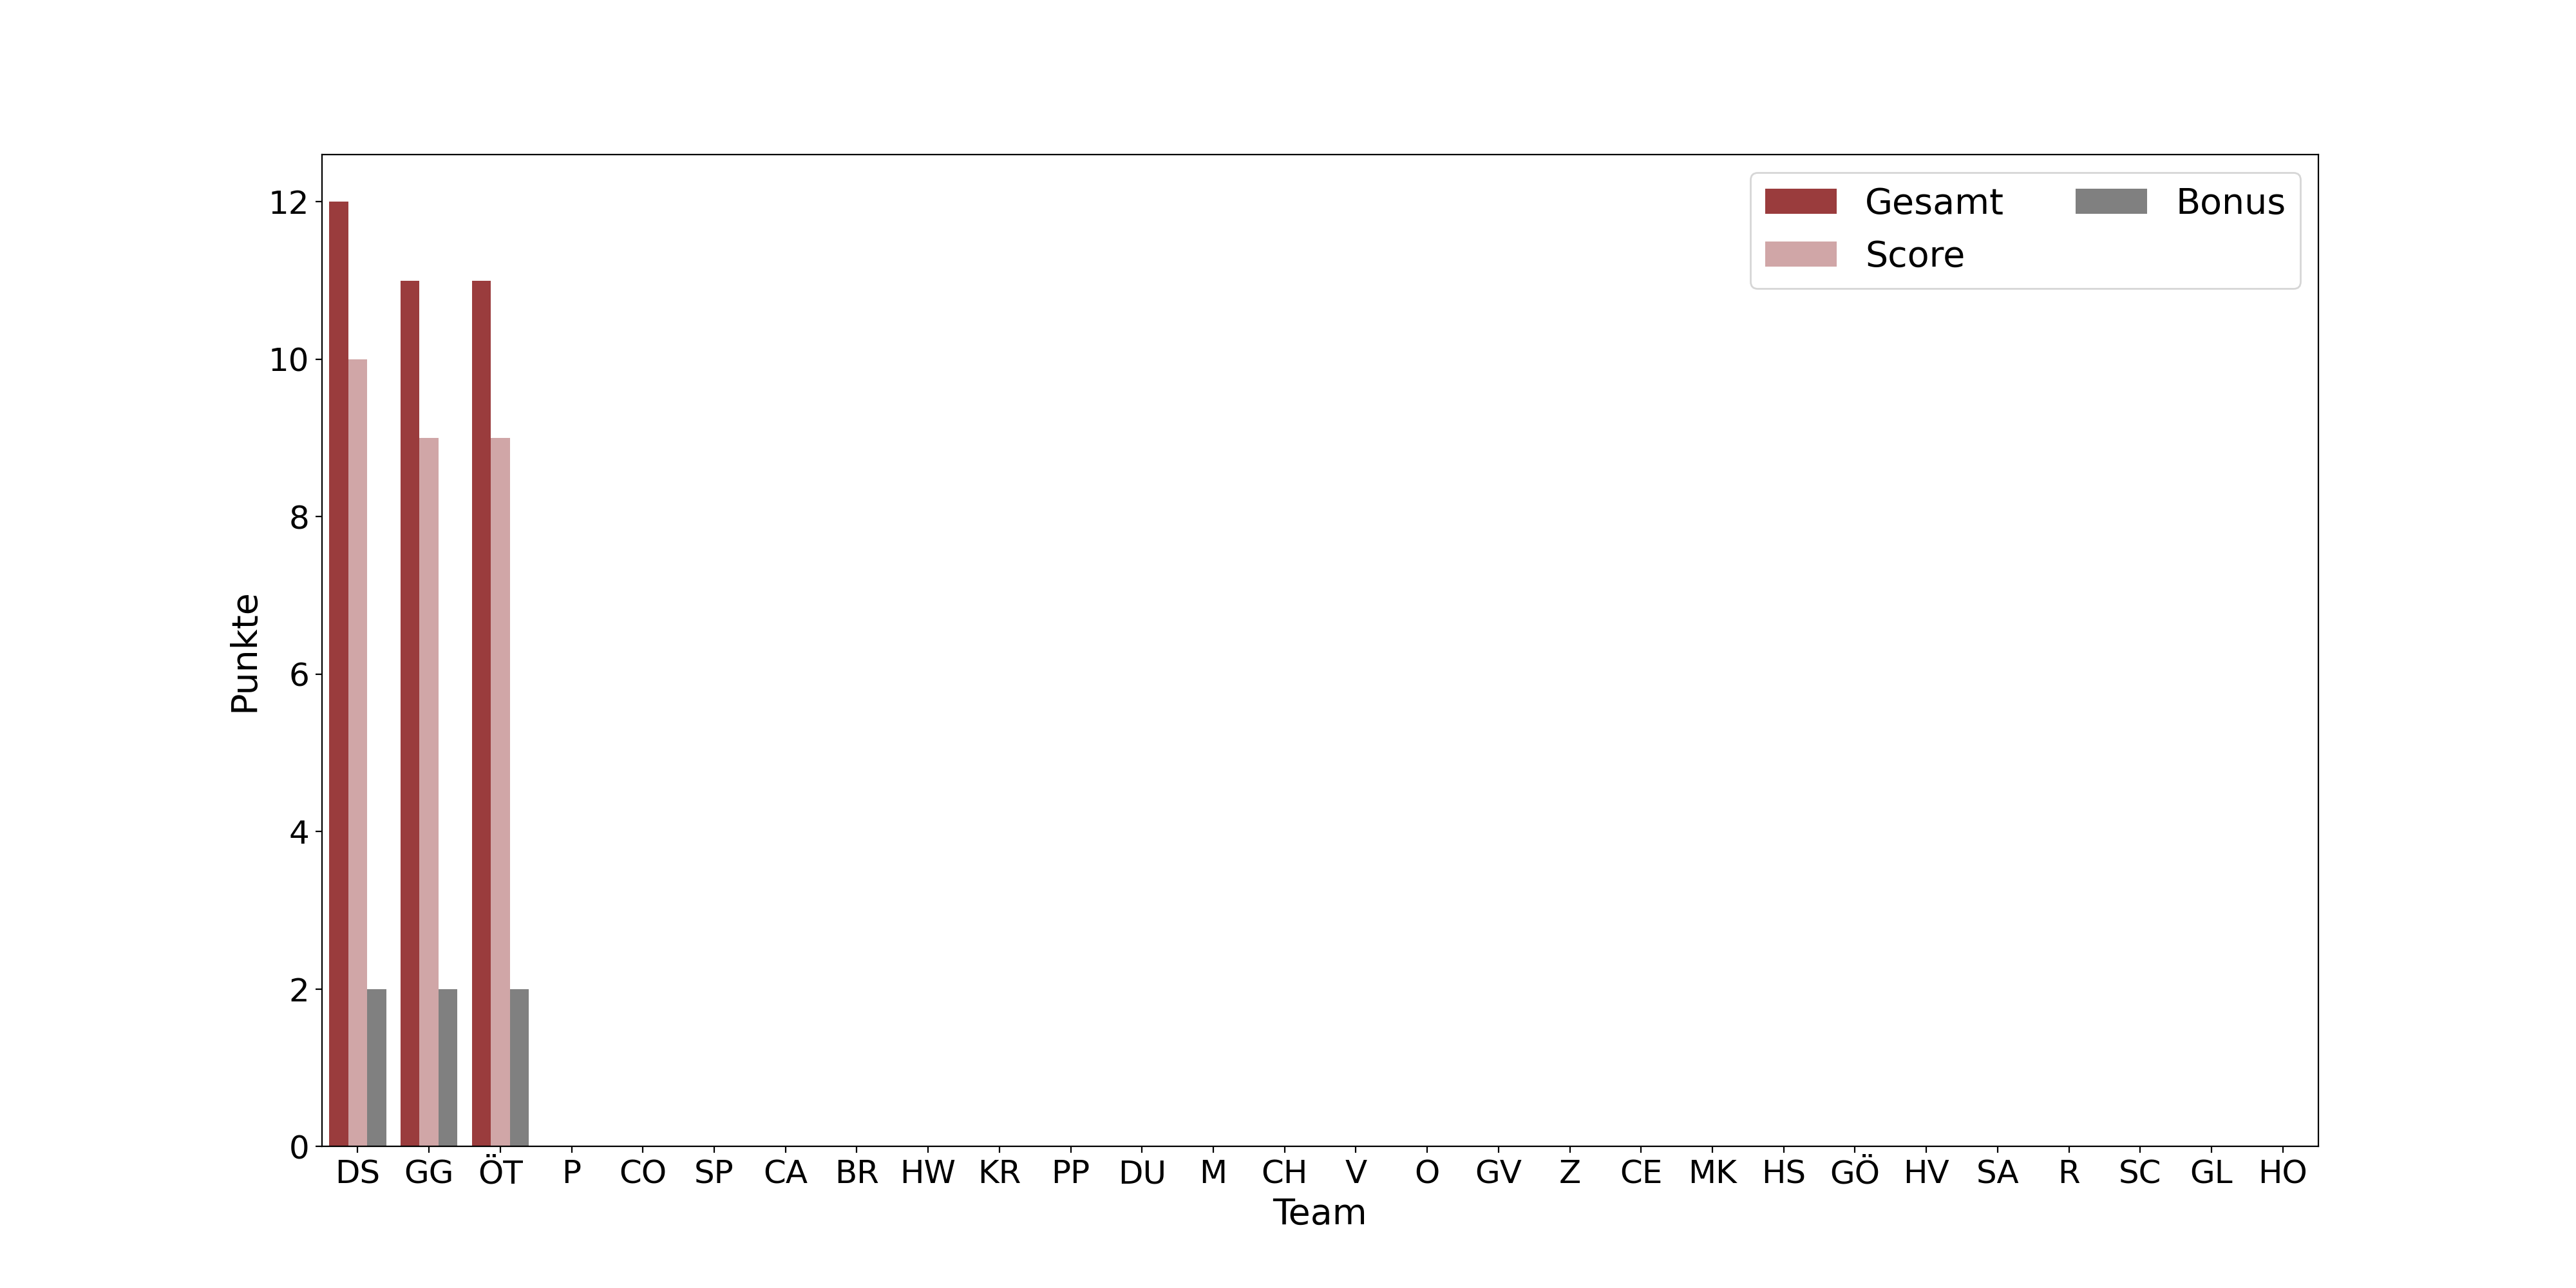 Gesamt Bonus
Score
12
10
8
6
4
2
0
Punkte
DS GG ÖT P CO SP CA BR HW KR PP DU M CH V O GV Z CE MK HS GÖ HV SA R SC GL HO
Team